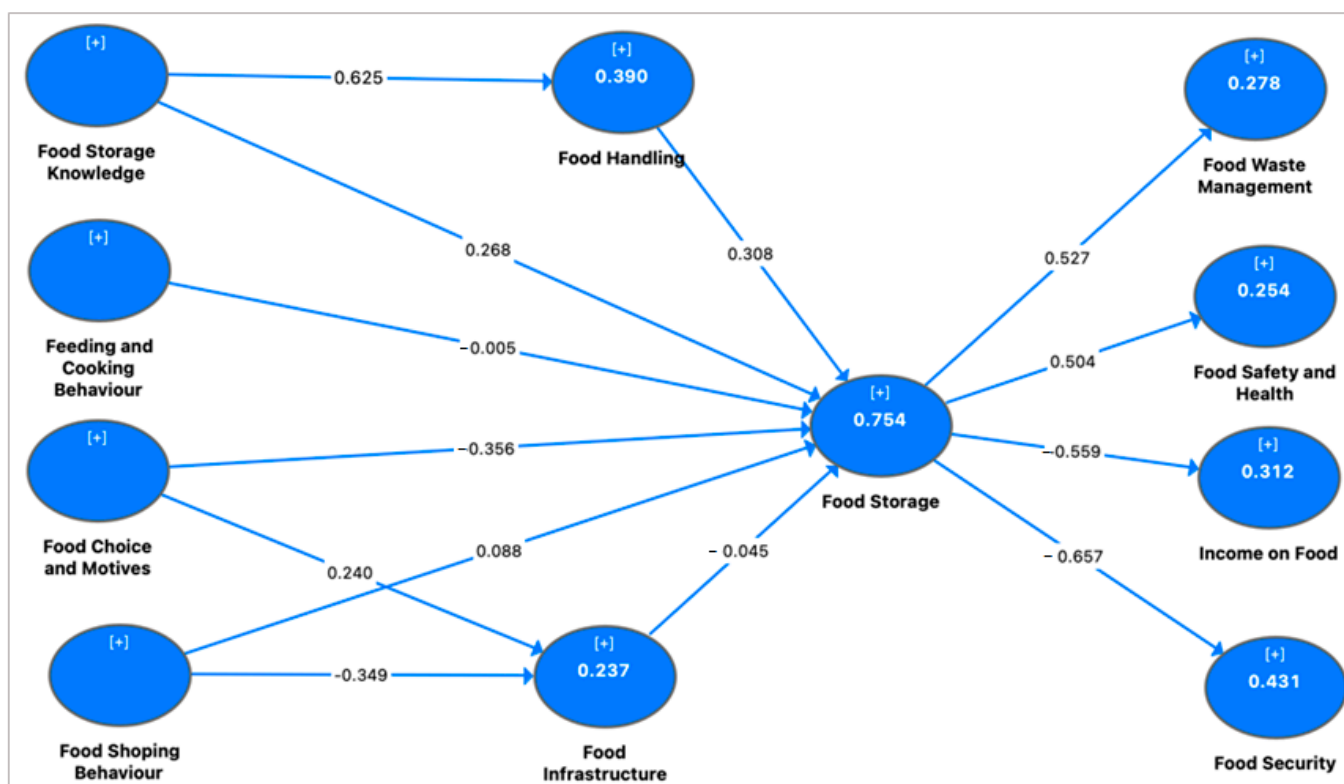 [+]
Food Storage
Knowledge
0.625
[+]
0.390
Food Handling
[+]
0.278
Food Waste
Management
0.268
0.308
0.527
[+]
Feeding and
Cooking
Behaviour
−0.005
[+]
0.254
Food Safety and
Health
0.504
[+]
0.754
Food Storage
[+]
Food Choice
and Motives
−0.356
−0.559
[+]
0.312
Income on Food
0.240
0.088
− 0.045
− 0.657
[+]
Food Shoping
Behaviour
-0.349
[+]
0.237
Food
Infrastructure
[+]
0.431
Food Security